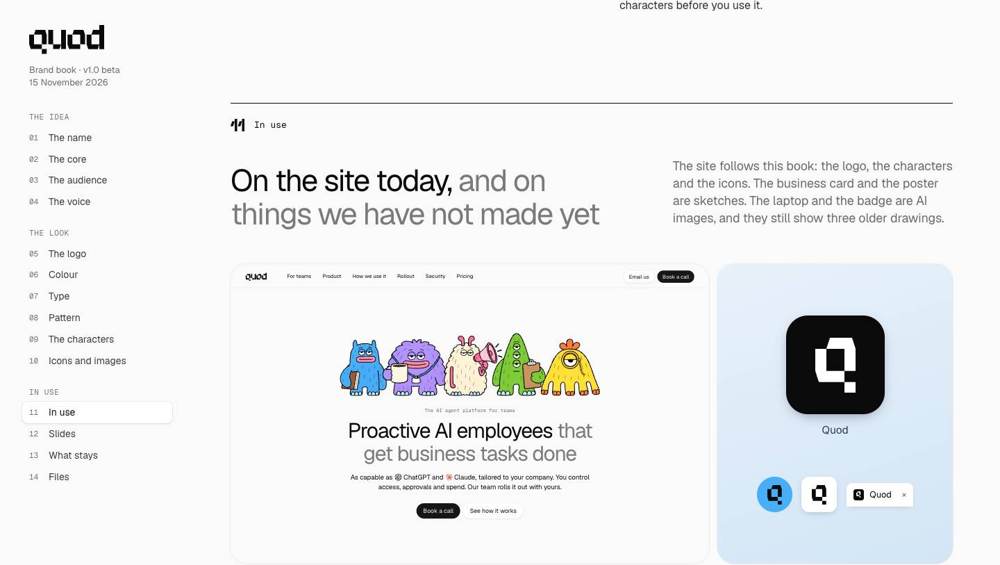 characters before you use it.
quod
Brand book · v1.0 beta
15 November 2026
THE IDEA
01 The name
02 The core
03 The audience
04 The voice
THE LOOK
05 The logo
06 Colour
07 Type
08 Pattern
09 The characters
10 Icons and images
IN USE
11 In use
12 Slides
13 What stays
14 Files
11 In use
On the site today, and on
things we have not made yet
The site follows this book: the logo, the characters
and the icons. The business card and the poster
are sketches. The laptop and the badge are AI
images, and they still show three older drawings.
quod For teams Product How we use it Rollout Security Pricing Email us Book a call
The AI agent platform for teams
Proactive AI employees that
get business tasks done
As capable as ChatGPT and Claude, tailored to your company. You control
access, approvals and spend. Our team rolls it out with yours.
Book a call See how it works
Quod
Quod ×